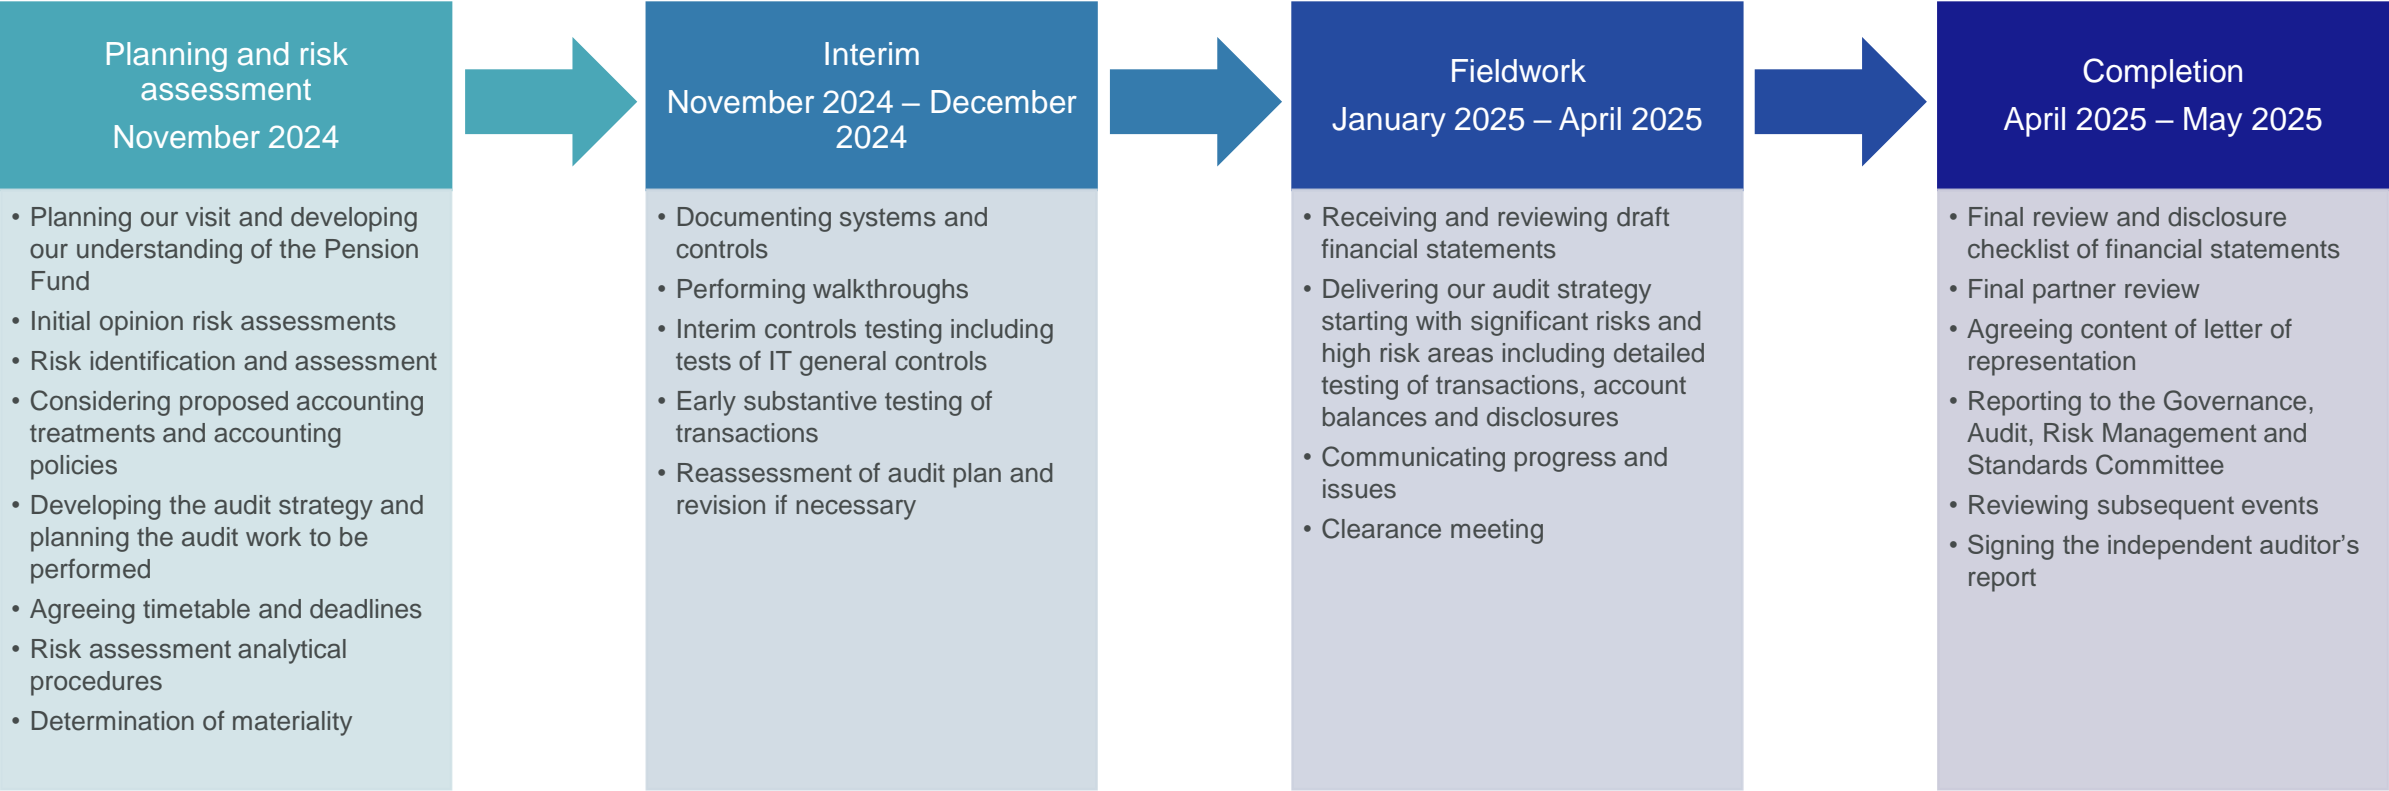 Planning and risk
assessment
November 2024
• Planning our visit and developing
our understanding of the Pension
Fund
• Initial opinion risk assessments
• Risk identification and assessment
• Considering proposed accounting
treatments and accounting
policies
• Developing the audit strategy and
planning the audit work to be
performed
• Agreeing timetable and deadlines
• Risk assessment analytical
procedures
• Determination of materiality
Interim
November 2024 – December
2024
• Documenting systems and
controls
• Performing walkthroughs
• Interim controls testing including
tests of IT general controls
• Early substantive testing of
transactions
• Reassessment of audit plan and
revision if necessary
Fieldwork
January 2025 – April 2025
• Receiving and reviewing draft
financial statements
• Delivering our audit strategy
starting with significant risks and
high risk areas including detailed
testing of transactions, account
balances and disclosures
• Communicating progress and
issues
• Clearance meeting
Completion
April 2025 – May 2025
• Final review and disclosure
checklist of financial statements
• Final partner review
• Agreeing content of letter of
representation
• Reporting to the Governance,
Audit, Risk Management and
Standards Committee
• Reviewing subsequent events
• Signing the independent auditor’s
report